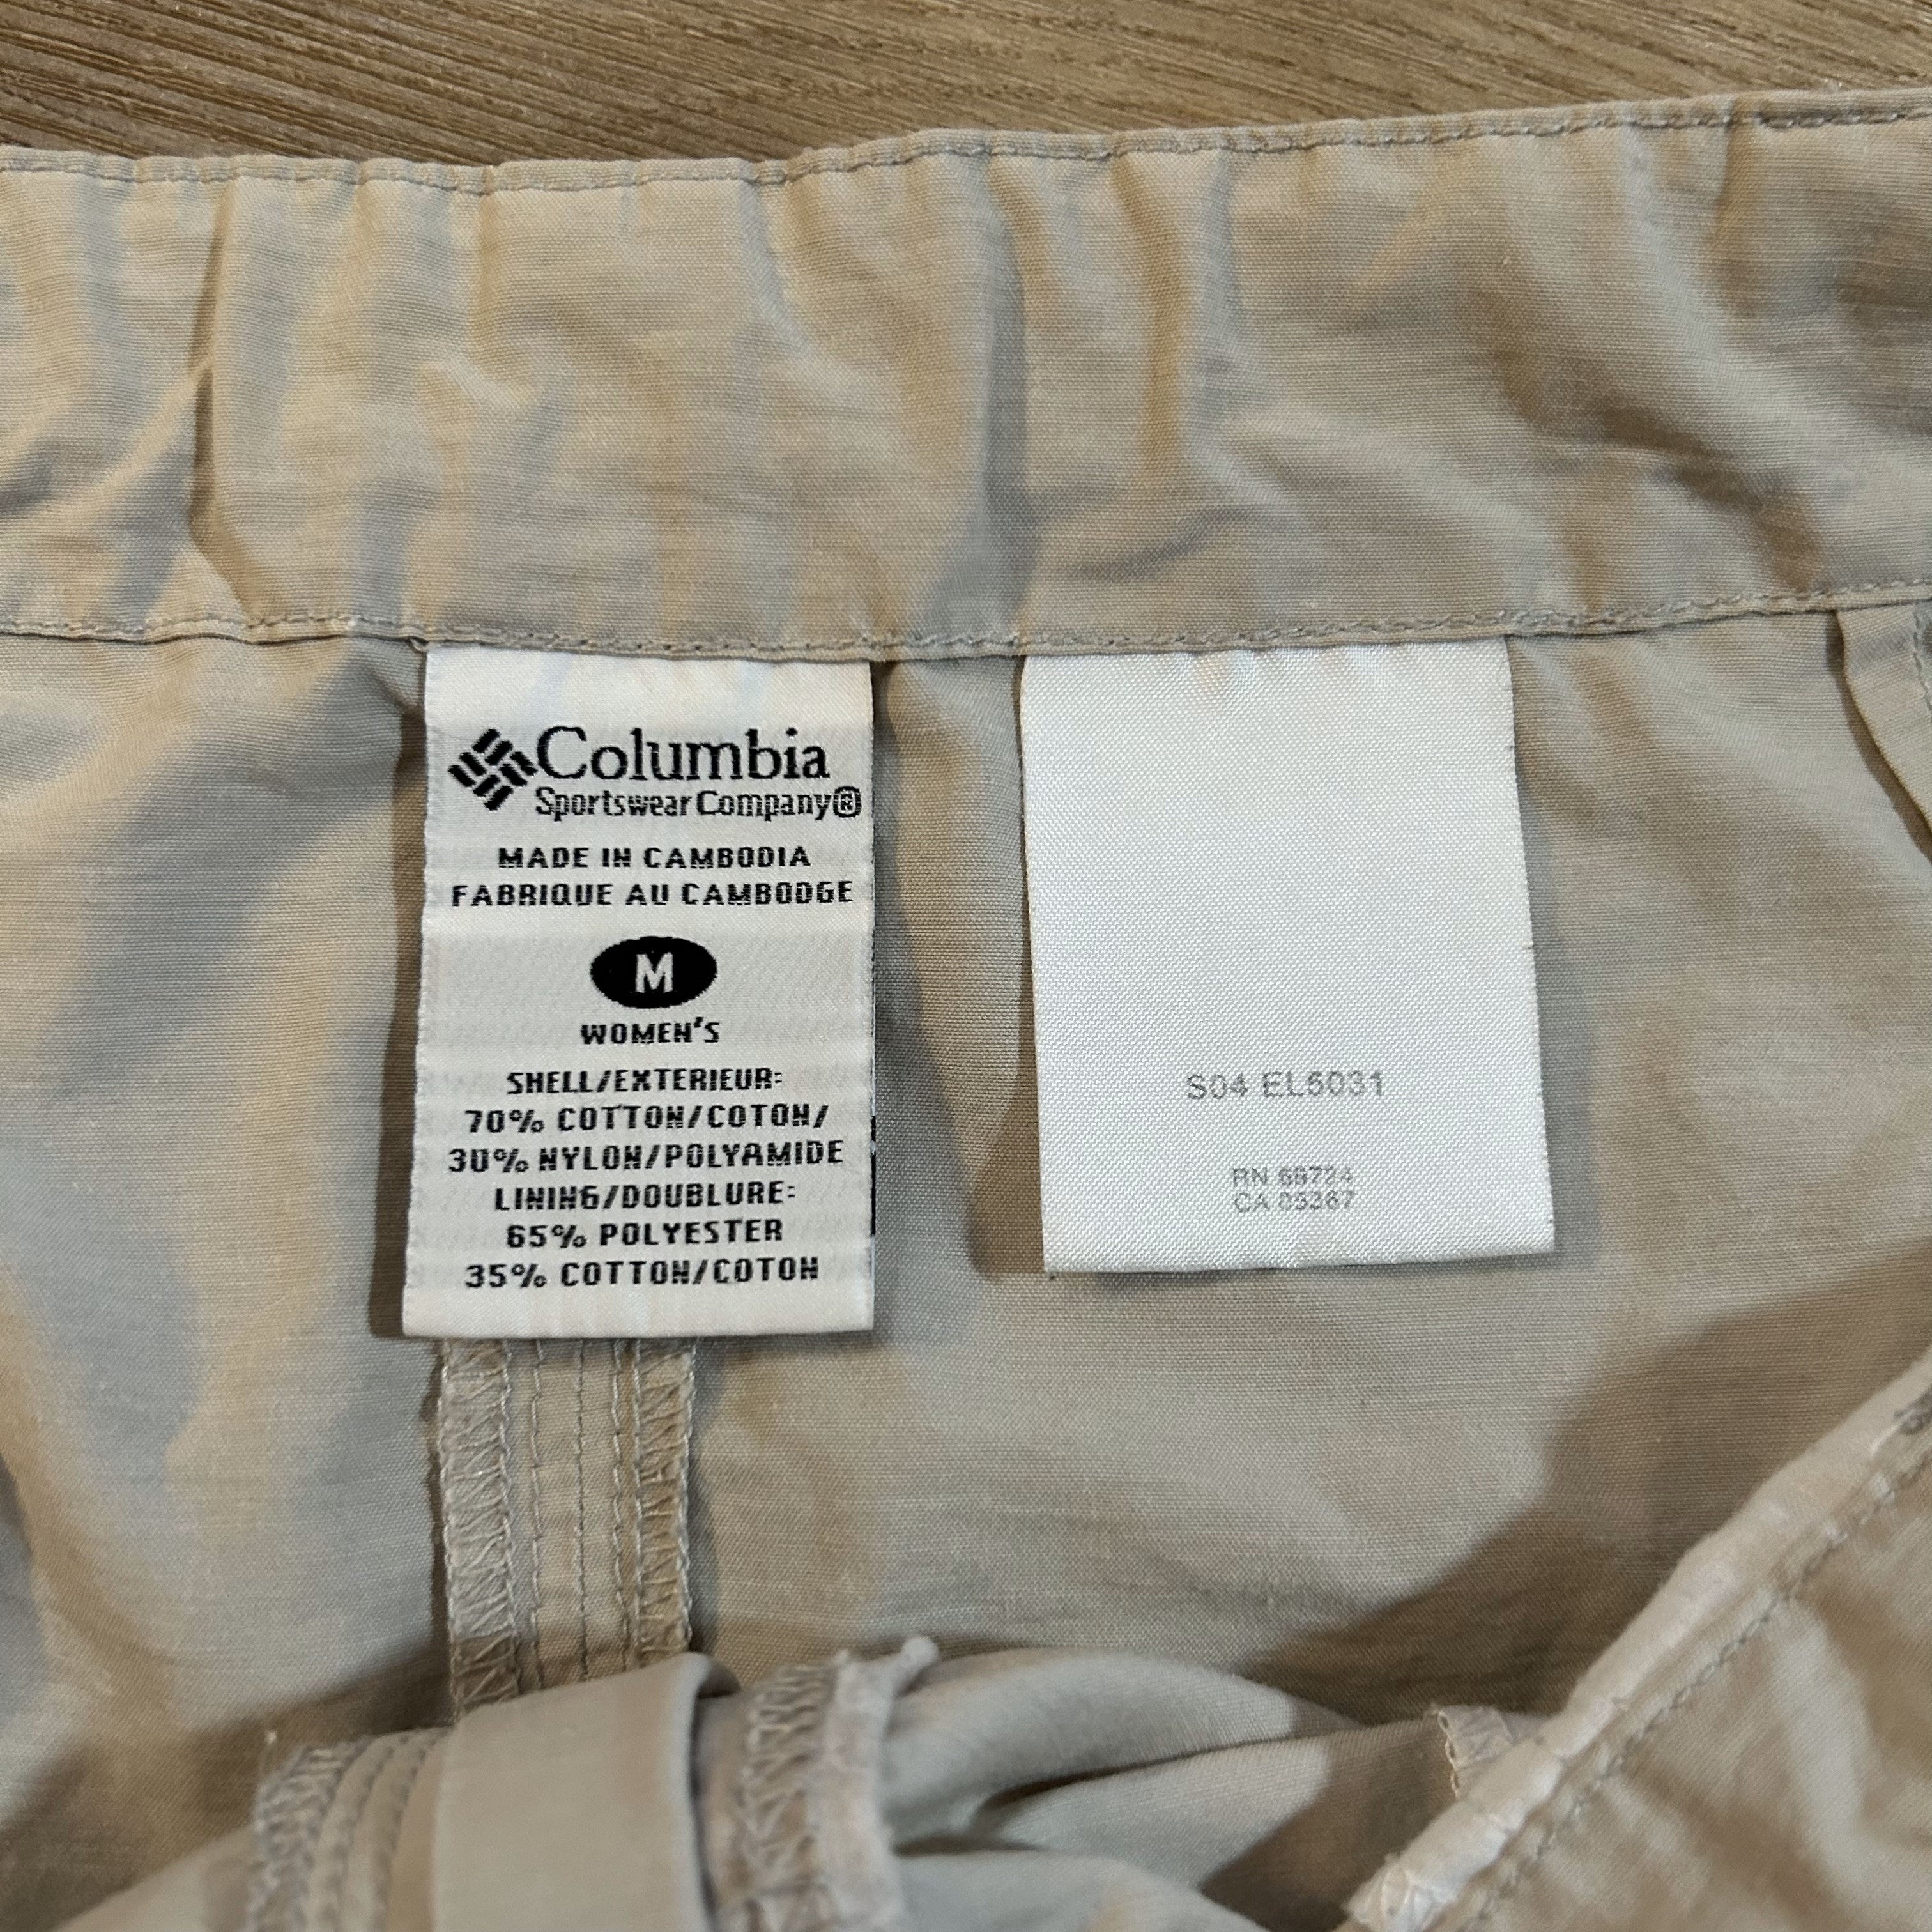 Columbia
Sportswear Company®
MADE IN CAMBODIA
FABRIQUE AU CAMBODGE
M
WOMEN'S
SHELL/EXTERIEUR:
70% COTTON/COTON/
30% NYLON/POLYAMIDE
LINING/DOUBLURE:
65% POLYESTER
35% COTTON/COTON
S04 EL5031
RN 69724
CA 05367